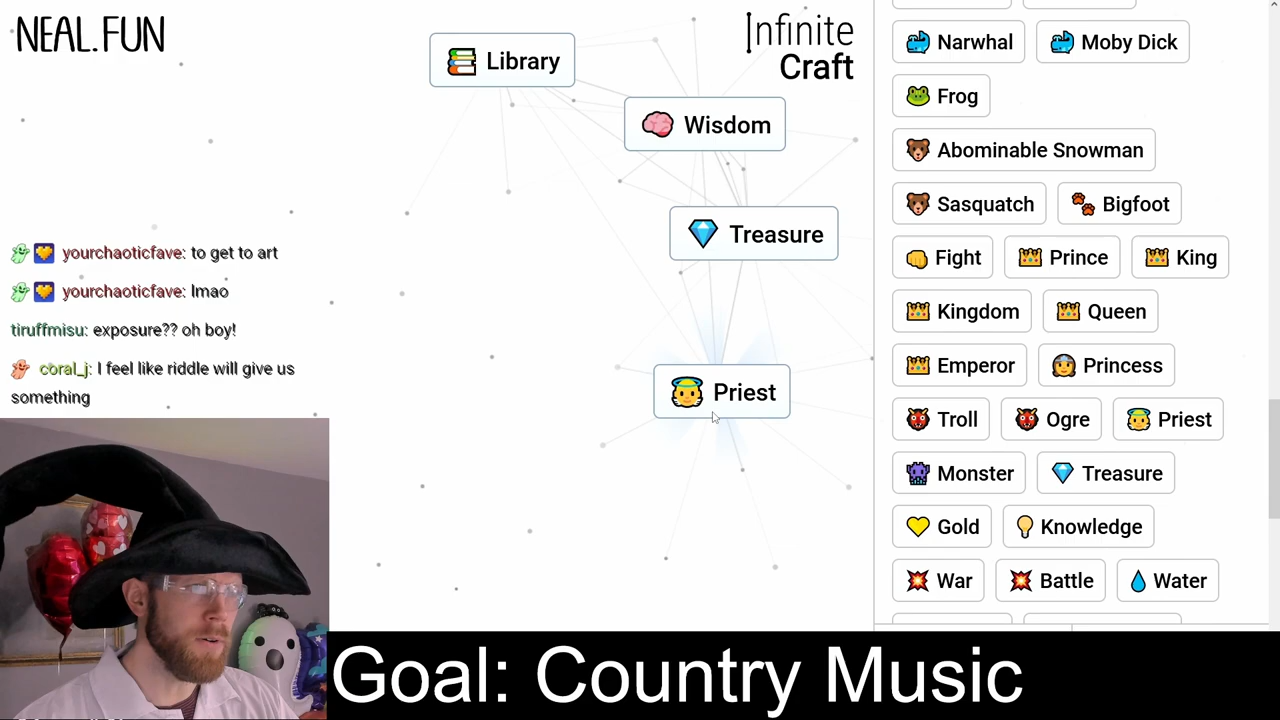 NEAL.FUN
Infinite
Craft
Library
Wisdom
Treasure
Priest
yourchaoticfave: to get to art
yourchaoticfave: lmao
tiruffmisu: exposure?? oh boy!
coral_j: I feel like riddle will give us
something
Narwhal
Moby Dick
Frog
Abominable Snowman
Sasquatch
Bigfoot
Fight
Prince
King
Kingdom
Queen
Emperor
Princess
Troll
Ogre
Priest
Monster
Treasure
Gold
Knowledge
War
Battle
Water
Goal: Country Music